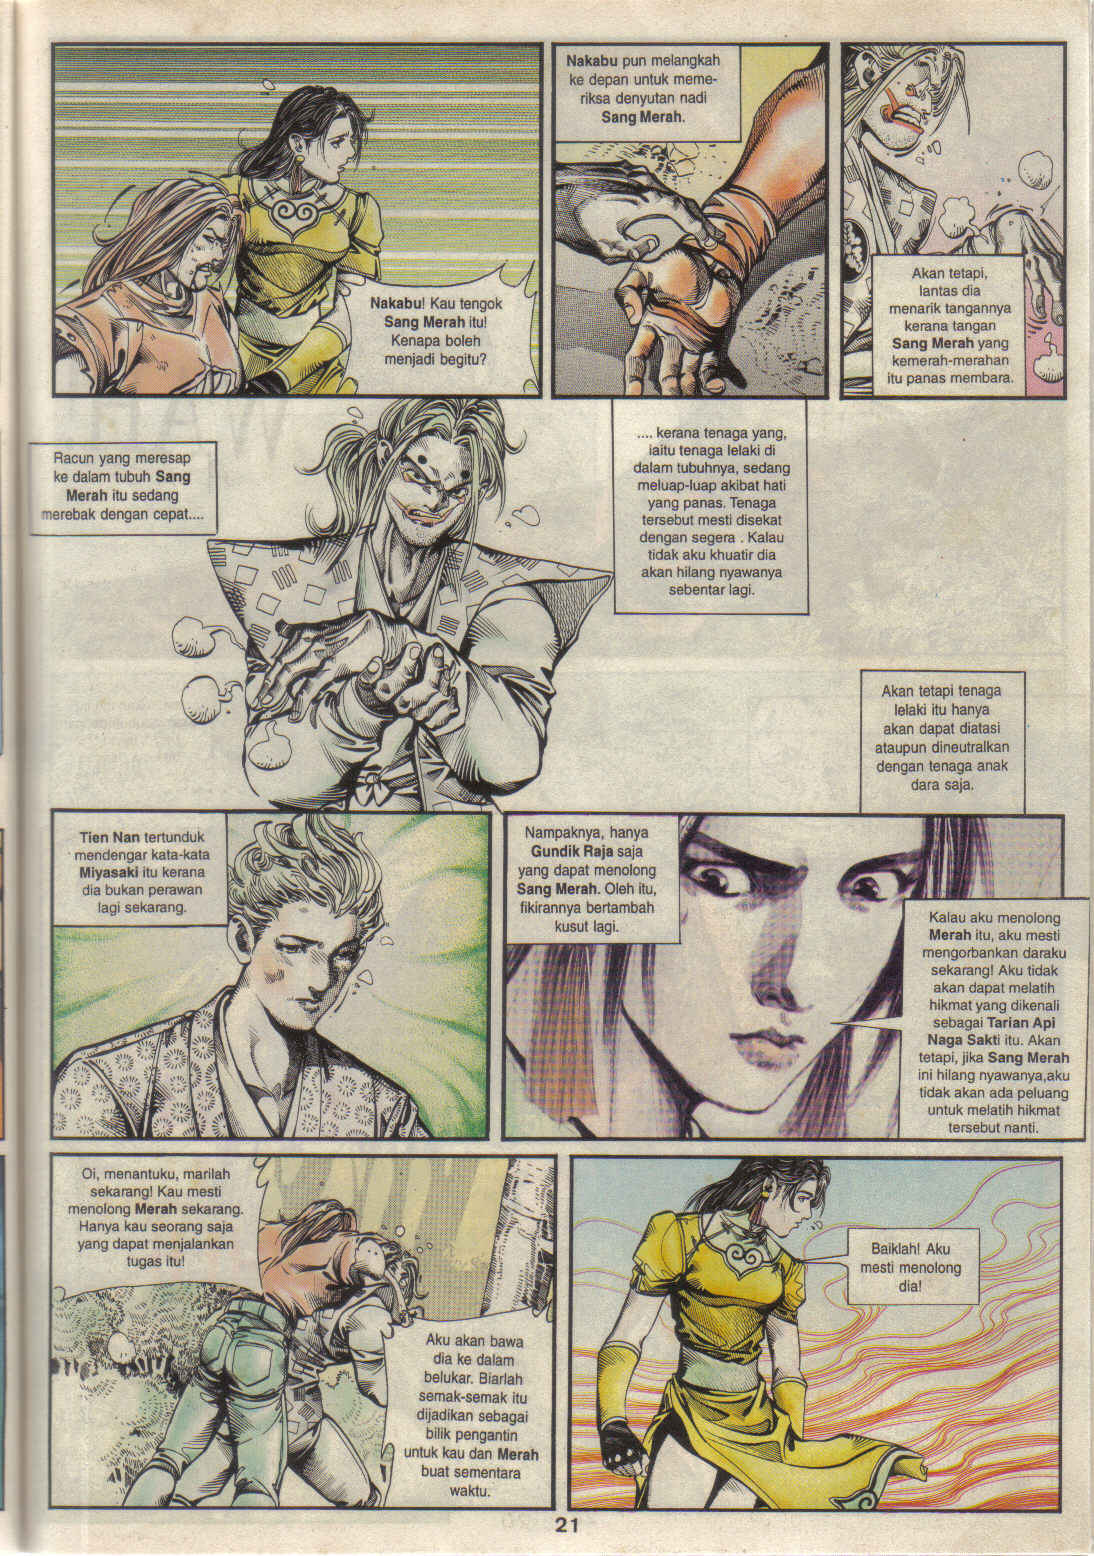 Nakabu! Kau tengok
Sang Merah itu!
Kenapa boleh
menjadi begitu?
Nakabu pun melangkah
ke depan untuk meme-
riksa denyutan nadi
Sang Merah.
Akan tetapi,
lantas dia
menarik tangannya
kerana tangan
Sang Merah yang
kemerah-merahan
itu panas membara.
Racun yang meresap
ke dalam tubuh Sang
Merah itu sedang
merebak dengan cepat....
.... kerana tenaga yang,
iaitu tenaga lelaki di
dalam tubuhnya, sedang
meluap-luap akibat hati
yang panas. Tenaga
tersebut mesti disekat
dengan segera . Kalau
tidak aku khuatir dia
akan hilang nyawanya
sebentar lagi.
Akan tetapi tenaga
lelaki itu hanya
akan dapat diatasi
ataupun dineutralkan
dengan tenaga anak
dara saja.
Tien Nan tertunduk
mendengar kata-kata
Miyasaki itu kerana
dia bukan perawan
lagi sekarang.
Nampaknya, hanya
Gundik Raja saja
yang dapat menolong
Sang Merah. Oleh itu,
fikirannya bertambah
kusut lagi.
Kalau aku menolong
Merah itu, aku mesti
mengorbankan daraku
sekarang! Aku tidak
akan dapat melatih
hikmat yang dikenali
sebagai Tarian Api
Naga Sakti itu. Akan
tetapi, jika Sang Merah
ini hilang nyawanya,aku
tidak akan ada peluang
untuk melatih hikmat
tersebut nanti.
Oi, menantuku, marilah
sekarang! Kau mesti
menolong Merah sekarang.
Hanya kau seorang saja
yang dapat menjalankan
tugas itu!
Aku akan bawa
dia ke dalam
belukar. Biarlah
semak-semak itu
dijadikan sebagai
bilik pengantin
untuk kau dan Merah
buat sementara
waktu.
Baiklah! Aku
mesti menolong
dia!
21